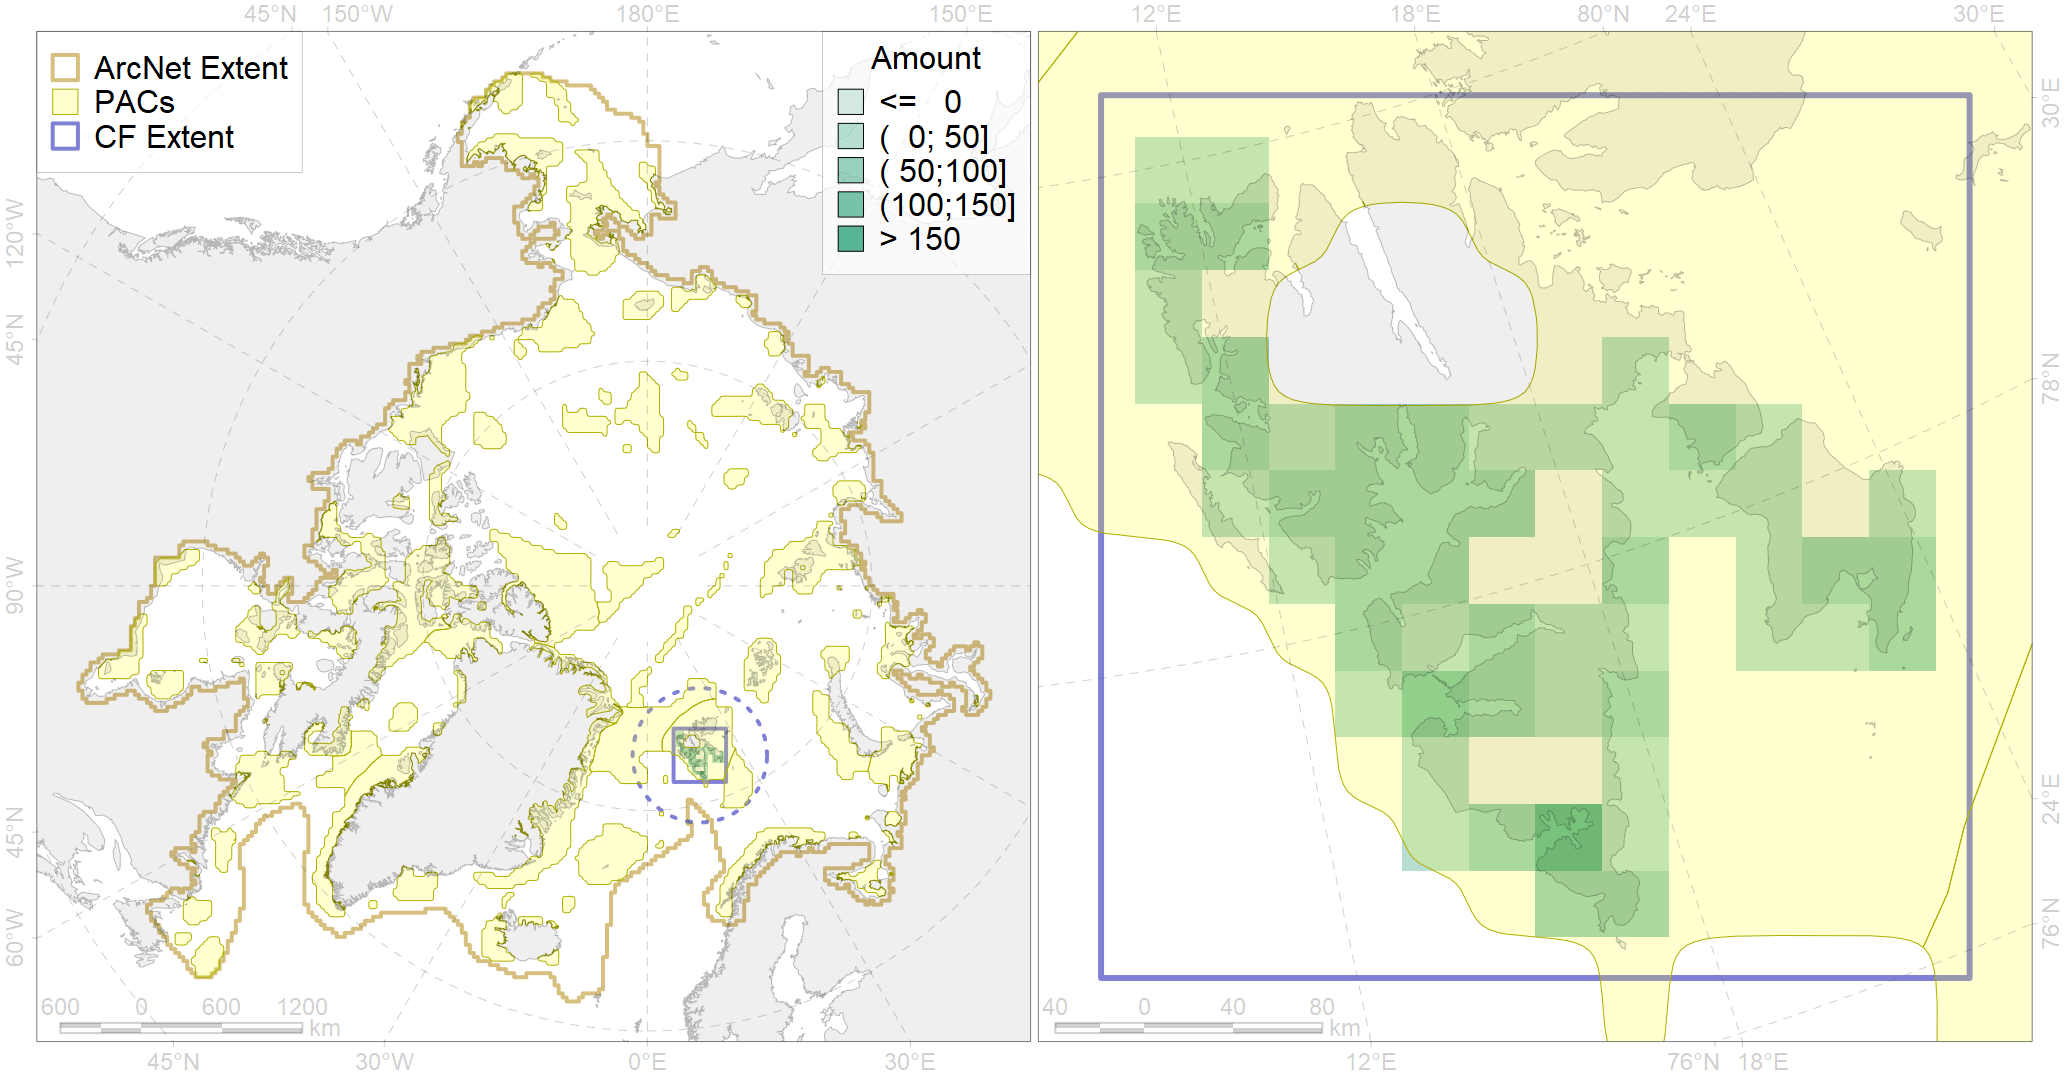 45°N 150°W 180°E 150°E 12°E 18°E 80°N 24°E 30°E
ArcNet Extent
PACs
CF Extent
Amount
<= 0
( 0; 50]
( 50;100]
(100;150]
> 150
120°W
45°N
90°W
45°N
60°W
30°E
78°N
24°E
76°N
600 0 600 1200
km
40 0 40 80
km
45°N 30°W 0°E 30°E 12°E 76°N 18°E